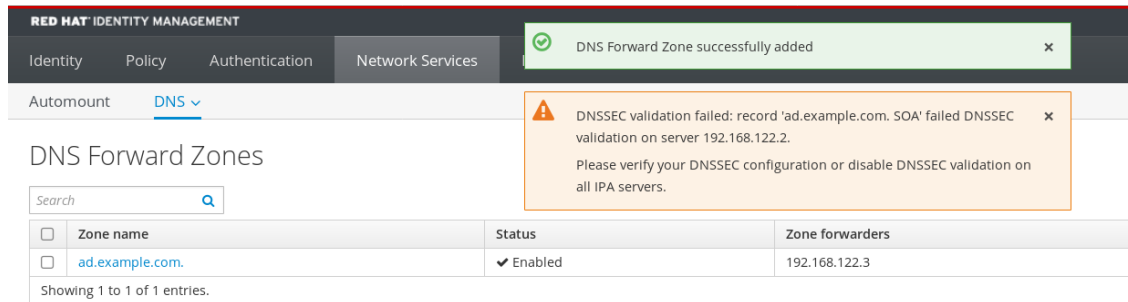 RED HAT® IDENTITY MANAGEMENT
DNS Forward Zone successfully added
×
Identity Policy Authentication Network Services
Automount DNS
DNSSEC validation failed: record 'ad.example.com. SOA' failed DNSSEC
×
validation on server 192.168.122.2.
Please verify your DNSSEC configuration or disable DNSSEC validation on
all IPA servers.
DNS Forward Zones
Search
Zone name Status Zone forwarders
ad.example.com. ✔ Enabled 192.168.122.3
Showing 1 to 1 of 1 entries.